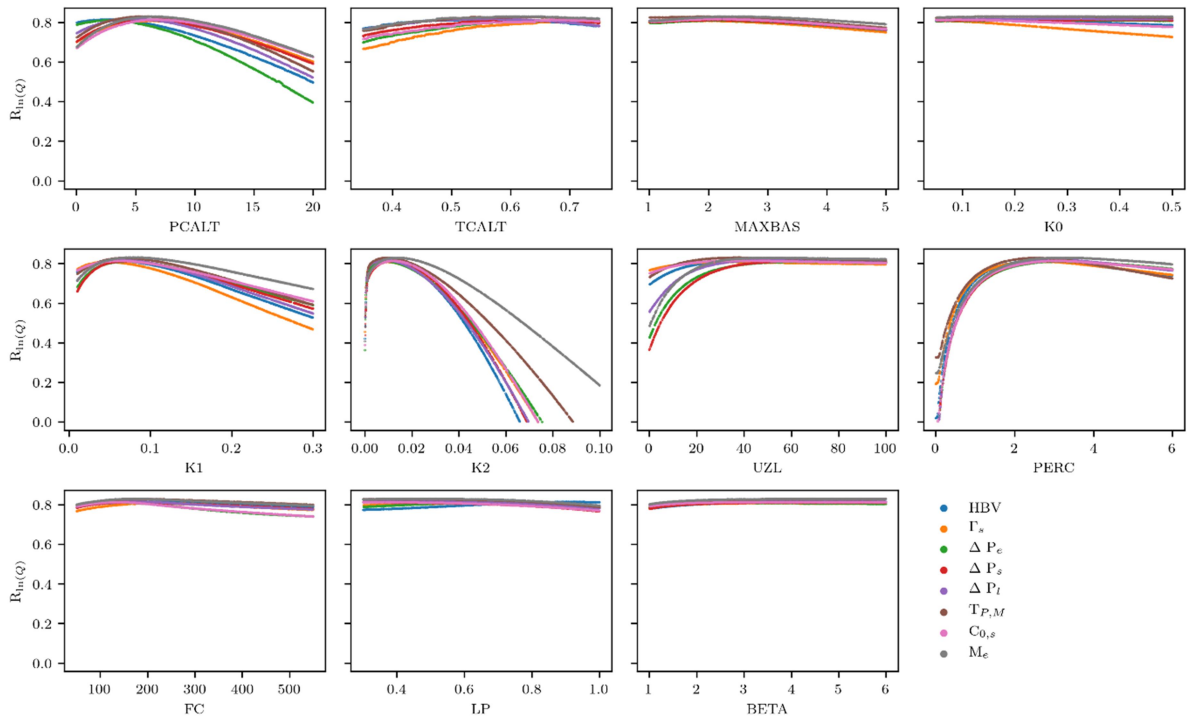 R_ln(Q)
0.8
0.6
0.4
0.2
0.0
0 5 10 15 20
PCALT
0.4 0.5 0.6 0.7
TCALT
1 2 3 4 5
MAXBAS
0.1 0.2 0.3 0.4 0.5
K0
R_ln(Q)
0.8
0.6
0.4
0.2
0.0
0.0 0.1 0.2 0.3
K1
0.00 0.02 0.04 0.06 0.08 0.10
K2
0 20 40 60 80 100
UZL
0 2 4 6
PERC
R_ln(Q)
0.8
0.6
0.4
0.2
0.0
100 200 300 400 500
FC
0.4 0.6 0.8 1.0
LP
1 2 3 4 5 6
BETA
HBV
Γ_s
Δ P_e
Δ P_s
Δ P_l
T_P,M
C_0,s
M_e